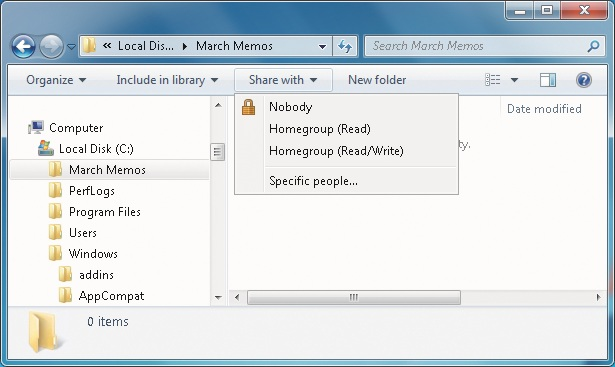 « Local Dis... ▸ March Memos
Search March Memos
Organize Include in library Share with New folder
Nobody
Homegroup (Read)
Homegroup (Read/Write)
Specific people...
Date modified
ty.
Computer
Local Disk (C:)
March Memos
PerfLogs
Program Files
Users
Windows
addins
AppCompat
0 items